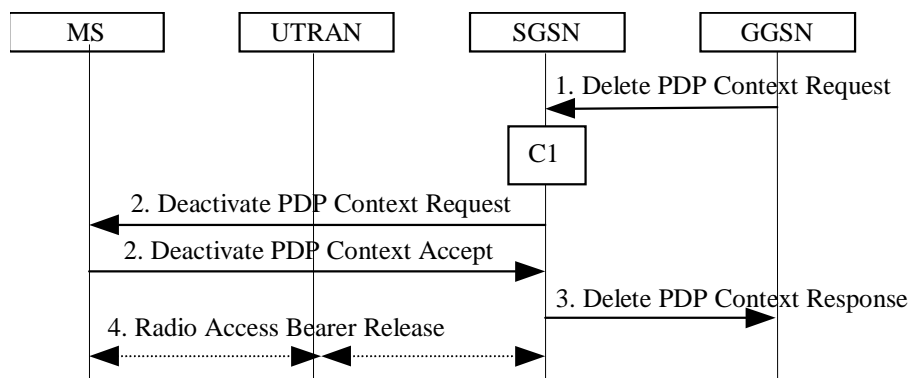 MS UTRAN SGSN GGSN
1. Delete PDP Context Request
C1
2. Deactivate PDP Context Request
2. Deactivate PDP Context Accept
3. Delete PDP Context Response
4. Radio Access Bearer Release